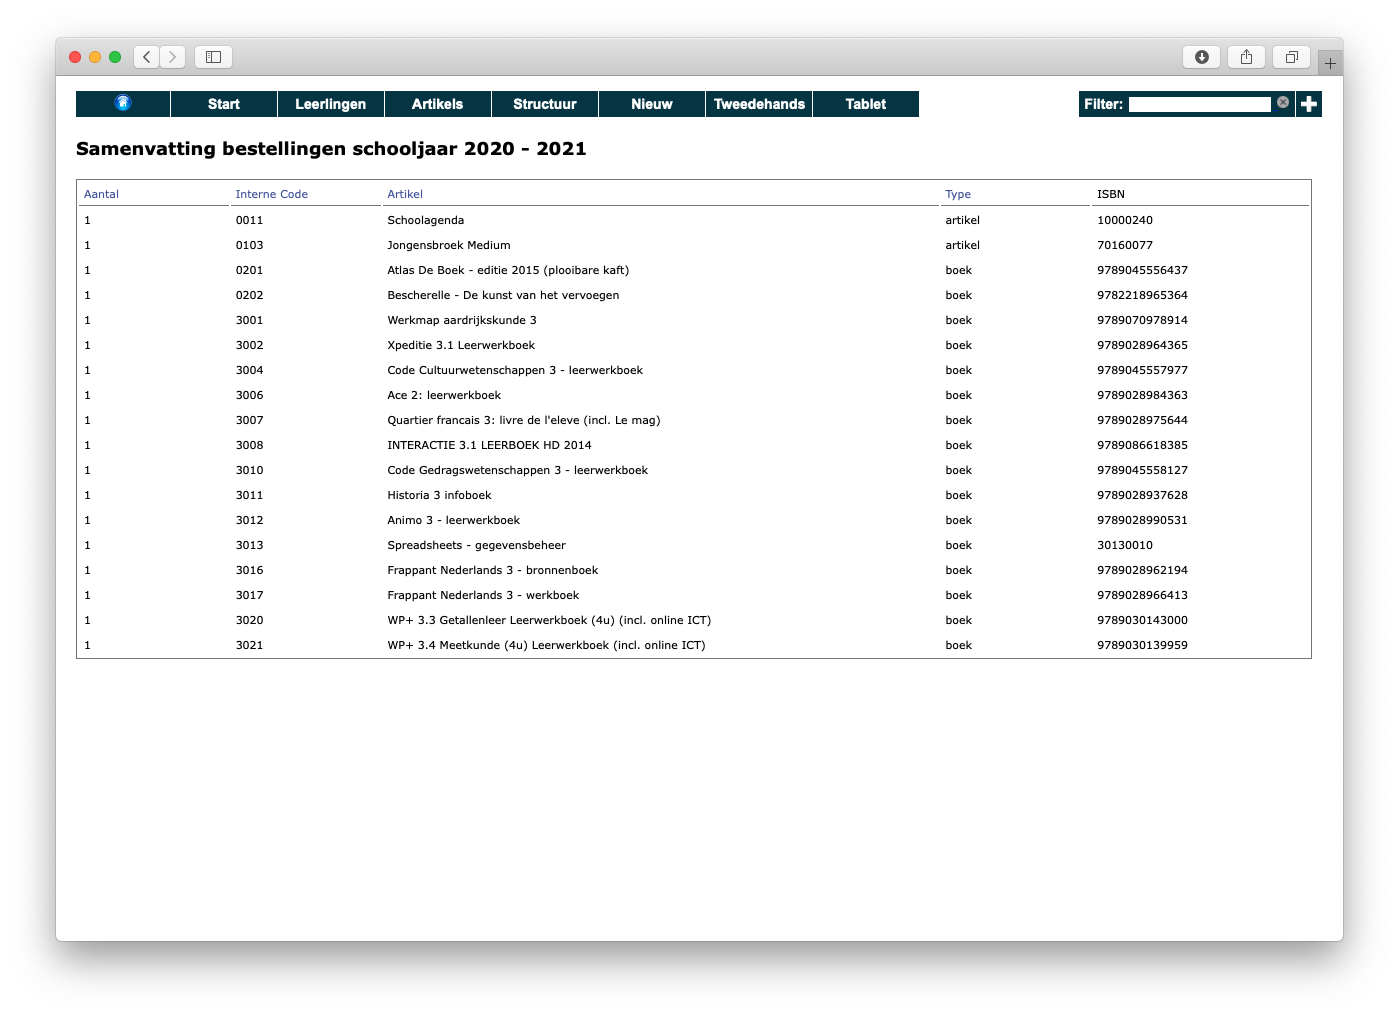 Start Leerlingen Artikels Structuur Nieuw Tweedehands Tablet Filter:
Samenvatting bestellingen schooljaar 2020 - 2021
Aantal Interne Code Artikel Type ISBN
1 0011 Schoolagenda artikel 10000240
1 0103 Jongensbroek Medium artikel 70160077
1 0201 Atlas De Boek - editie 2015 (plooibare kaft) boek 9789045556437
1 0202 Bescherelle - De kunst van het vervoegen boek 9782218965364
1 3001 Werkmap aardrijkskunde 3 boek 9789070978914
1 3002 Xpeditie 3.1 Leerwerkboek boek 9789028964365
1 3004 Code Cultuurwetenschappen 3 - leerwerkboek boek 9789045557977
1 3006 Ace 2: leerwerkboek boek 9789028984363
1 3007 Quartier francais 3: livre de l'eleve (incl. Le mag) boek 9789028975644
1 3008 INTERACTIE 3.1 LEERBOEK HD 2014 boek 9789086618385
1 3010 Code Gedragswetenschappen 3 - leerwerkboek boek 9789045558127
1 3011 Historia 3 infoboek boek 9789028937628
1 3012 Animo 3 - leerwerkboek boek 9789028990531
1 3013 Spreadsheets - gegevensbeheer boek 30130010
1 3016 Frappant Nederlands 3 - bronnenboek boek 9789028962194
1 3017 Frappant Nederlands 3 - werkboek boek 9789028966413
1 3020 WP+ 3.3 Getallenleer Leerwerkboek (4u) (incl. online ICT) boek 9789030143000
1 3021 WP+ 3.4 Meetkunde (4u) Leerwerkboek (incl. online ICT) boek 9789030139959